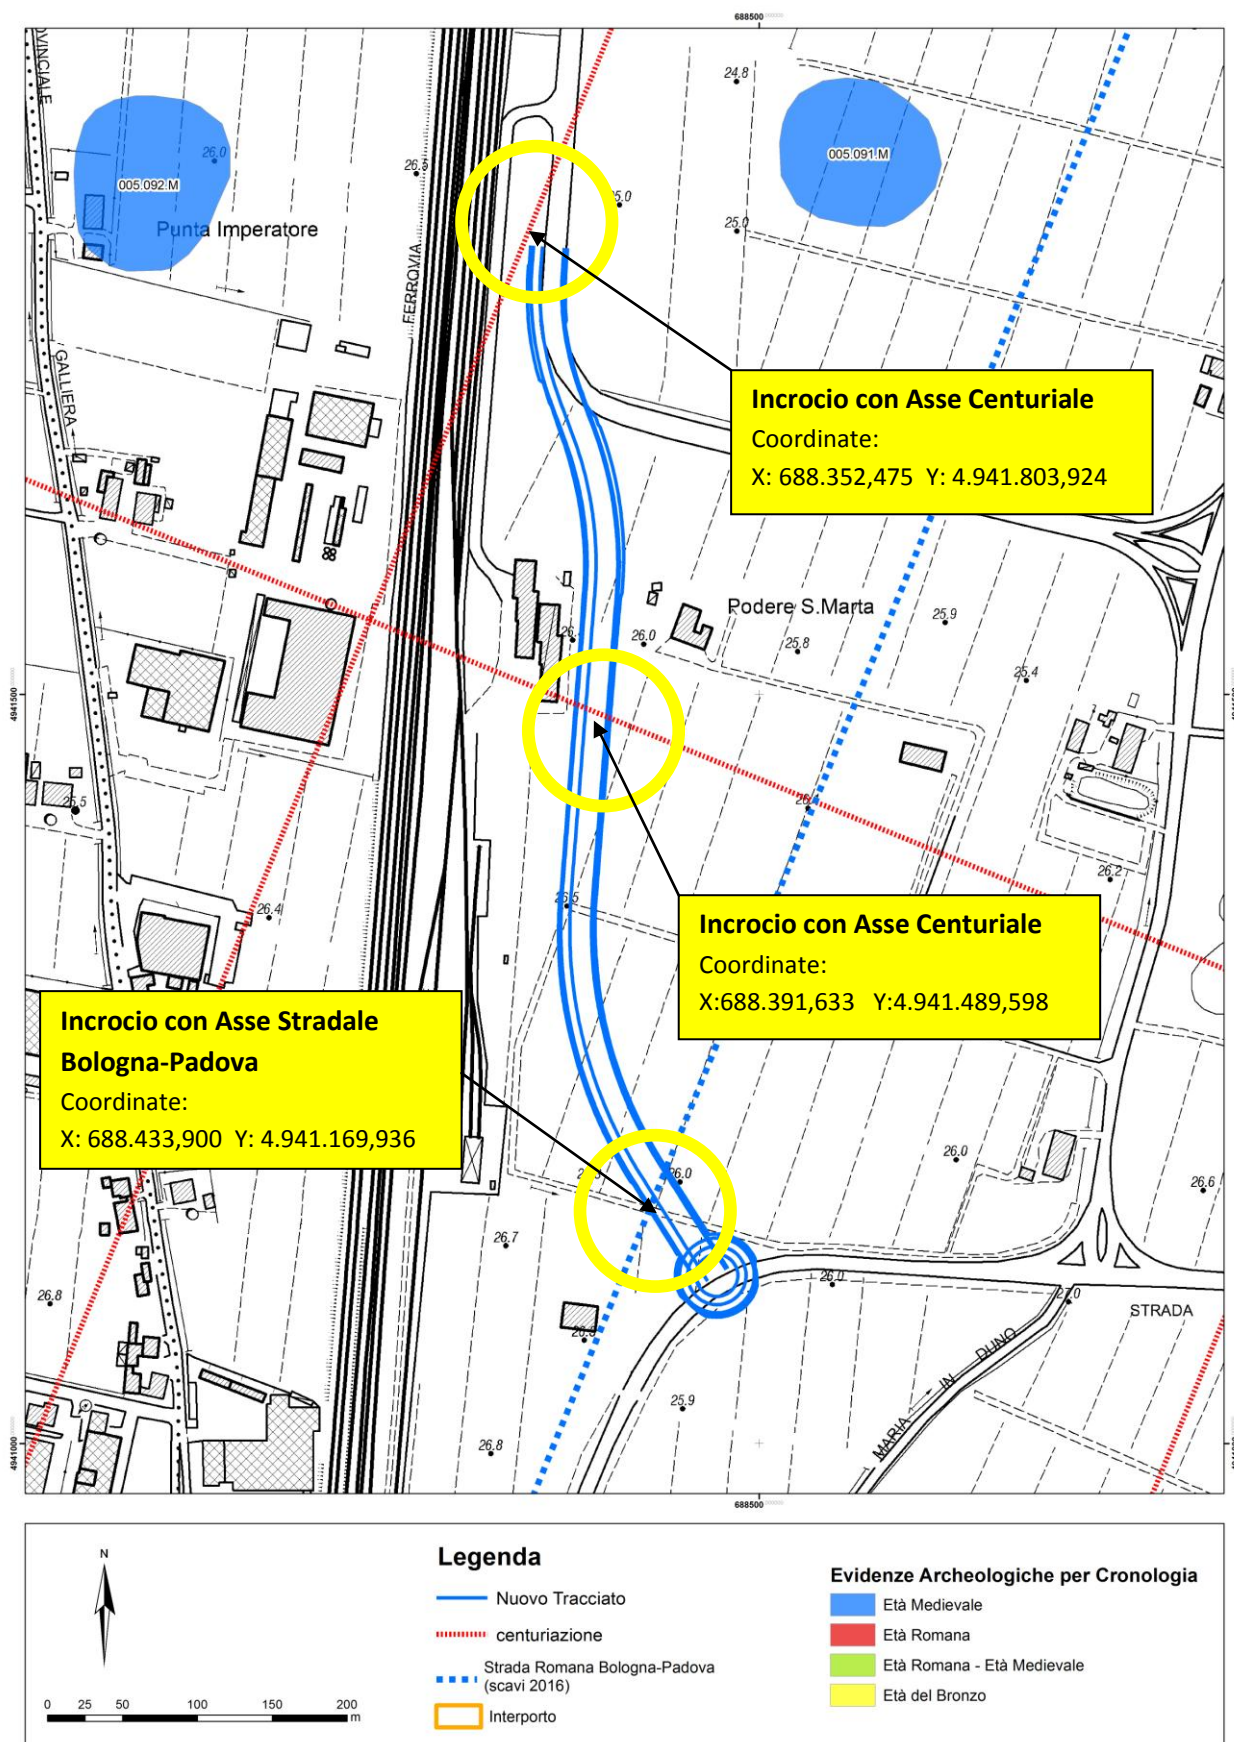 688500
OVINCIALE
24.8
26.0
005.092.M
Punta Imperatore
26.5
25.0
005.091.M
25.0
FERROVIA
GALLIERA
Incrocio con Asse Centuriale
Coordinate:
X: 688.352,475 Y: 4.941.803,924
Podere S.Marta
25.9
26.0
25.8
25.4
4941500
25.5
26.2
26.4
26.5
Incrocio con Asse Centuriale
Coordinate:
X:688.391,633 Y:4.941.489,598
Incrocio con Asse Stradale
Bologna-Padova
Coordinate:
X: 688.433,900 Y: 4.941.169,936
26.0
26.0
26.6
26.7
26.0
27.0
26.8
STRADA
26.8
MARIA IN DUNO
25.9
26.8
4941000
688500
N
0 25 50 100 150 200
m
Legenda
Nuovo Tracciato
centuriazione
Strada Romana Bologna-Padova
(scavi 2016)
Interporto
Evidenze Archeologiche per Cronologia
Età Medievale
Età Romana
Età Romana - Età Medievale
Età del Bronzo